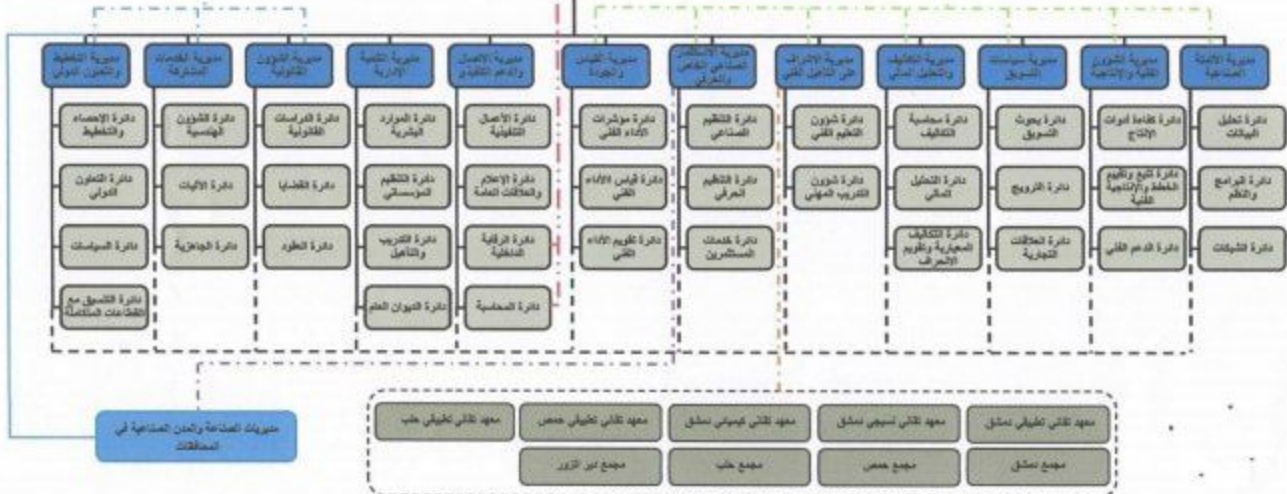 مديرية الأتمتة
الصناعية
مديرية الشؤون
الفنية والإنتاجية
مديرية سياسات
التسويق
مديرية التكاليف
والتحليل المالي
مديرية الإشراف
على التأهيل الفني
مديرية الاستثمار
الصناعي الخاص
والحرفي
مديرية القياس
والجودة
مديرية الأعمال
والدعم التنفيذي
مديرية التنمية
الإدارية
مديرية الشؤون
القانونية
مديرية الخدمات
المشتركة
مديرية التخطيط
والتعاون الدولي
دائرة تحليل
البيانات
دائرة كفاءة أدوات
الإنتاج
دائرة بحوث
التسويق
دائرة محاسبة
التكاليف
دائرة شؤون
التعليم الفني
دائرة التنظيم
الصناعي
دائرة مؤشرات
الأداء الفني
دائرة الأعمال
التنفيذية
دائرة الموارد
البشرية
دائرة الدراسات
القانونية
دائرة الشؤون
الهندسية
دائرة الإحصاء
والتخطيط
دائرة البرامج
والنظم
دائرة تتبع وتقييم
الخطط والإنتاجية
الفنية
دائرة الترويج
دائرة التحليل
المالي
دائرة شؤون
التدريب المهني
دائرة التنظيم
الحرفي
دائرة قياس الأداء
الفني
دائرة الإعلام
والعلاقات العامة
دائرة التنظيم
المؤسساتي
دائرة القضايا
دائرة الآليات
دائرة التعاون
الدولي
دائرة الشبكات
دائرة الدعم الفني
دائرة العلاقات
التجارية
دائرة التكاليف
المعيارية وتقويم
الانحراف
دائرة خدمات
المستثمرين
دائرة تقويم الأداء
الفني
دائرة الرقابة
الداخلية
دائرة التدريب
والتأهيل
دائرة العقود
دائرة الجاهزية
دائرة السياسات
دائرة المحاسبة
دائرة الديوان العام
دائرة التنسيق مع
القطاعات المتكاملة
معهد تقاني تطبيقي دمشق
معهد تقاني نسيجي دمشق
معهد تقاني كيميائي دمشق
معهد تقاني تطبيقي حمص
معهد تقاني تطبيقي حلب
مجمع دمشق
مجمع حمص
مجمع حلب
مجمع دير الزور
مديريات الصناعة والمدن الصناعية في
المحافظات